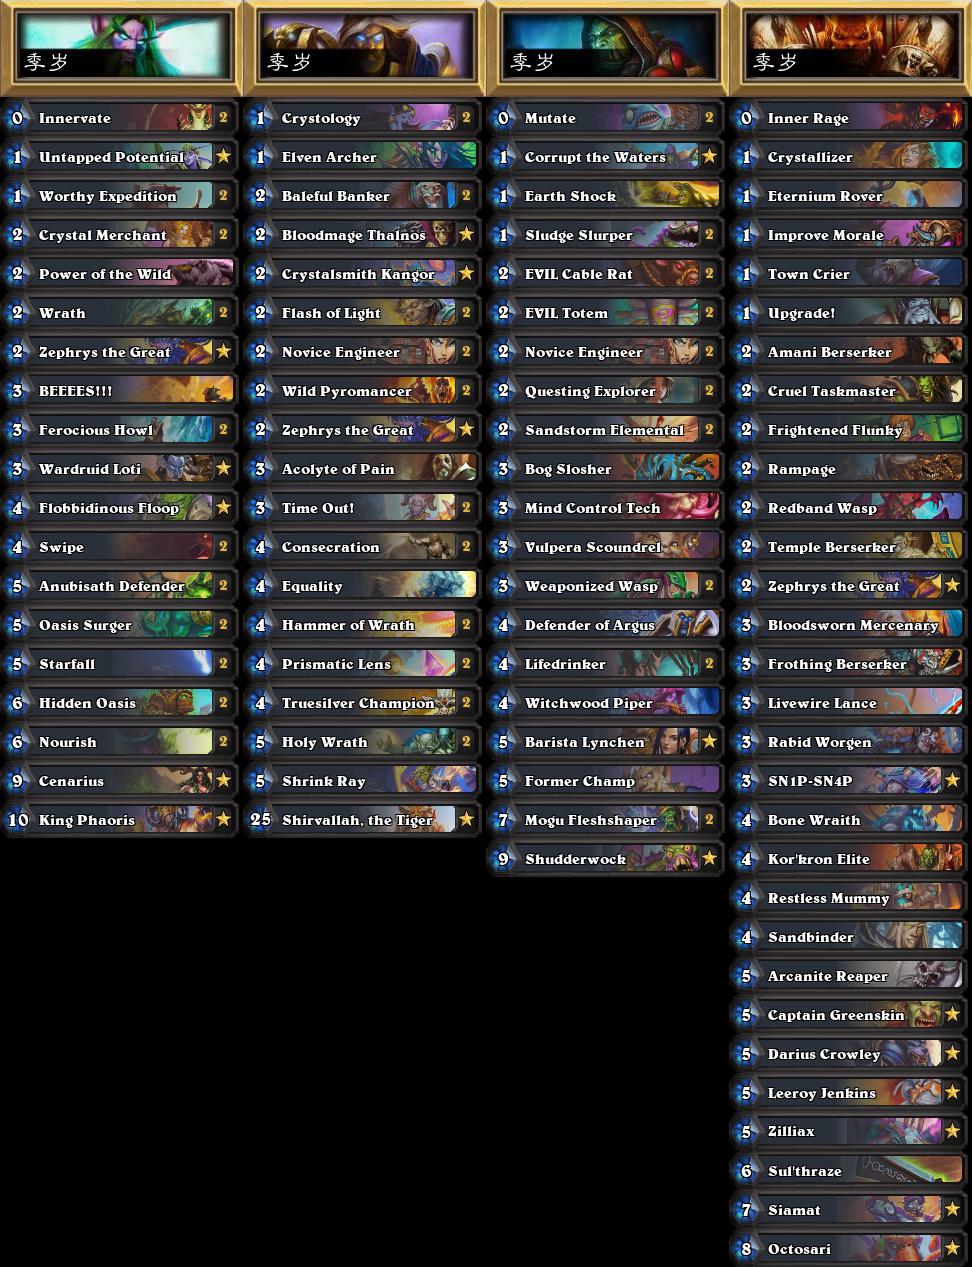 季岁
0 Innervate 2
1 Untapped Potential
1 Worthy Expedition 2
2 Crystal Merchant 2
2 Power of the Wild
2 Wrath 2
2 Zephrys the Great
3 BEEEES!!!
3 Ferocious Howl 2
3 Wardruid Loti
4 Flobbidinous Floop
4 Swipe 2
5 Anubisath Defender 2
5 Oasis Surger 2
5 Starfall 2
6 Hidden Oasis 2
6 Nourish 2
9 Cenarius
10 King Phaoris
季岁
1 Crystology 2
1 Elven Archer
2 Baleful Banker 2
2 Bloodmage Thalnos
2 Crystalsmith Kangor
2 Flash of Light 2
2 Novice Engineer 2
2 Wild Pyromancer 2
2 Zephrys the Great
3 Acolyte of Pain
3 Time Out! 2
4 Consecration 2
4 Equality
4 Hammer of Wrath 2
4 Prismatic Lens 2
4 Truesilver Champion 2
5 Holy Wrath 2
5 Shrink Ray
25 Shirvallah, the Tiger
季岁
0 Mutate 2
1 Corrupt the Waters
1 Earth Shock
1 Sludge Slurper 2
2 EVIL Cable Rat 2
2 EVIL Totem 2
2 Novice Engineer 2
2 Questing Explorer 2
2 Sandstorm Elemental 2
3 Bog Slosher
3 Mind Control Tech
3 Vulpera Scoundrel
3 Weaponized Wasp 2
4 Defender of Argus
4 Lifedrinker 2
4 Witchwood Piper
5 Barista Lynchen
5 Former Champ
7 Mogu Fleshshaper 2
9 Shudderwock
季岁
0 Inner Rage
1 Crystallizer
1 Eternium Rover
1 Improve Morale
1 Town Crier
1 Upgrade!
2 Amani Berserker
2 Cruel Taskmaster
2 Frightened Flunky
2 Rampage
2 Redband Wasp
2 Temple Berserker
2 Zephrys the Great
3 Bloodsworn Mercenary
3 Frothing Berserker
3 Livewire Lance
3 Rabid Worgen
3 SN1P-SN4P
4 Bone Wraith
4 Kor'kron Elite
4 Restless Mummy
4 Sandbinder
5 Arcanite Reaper
5 Captain Greenskin
5 Darius Crowley
5 Leeroy Jenkins
5 Zilliax
6 Sul'thraze
7 Siamat
8 Octosari